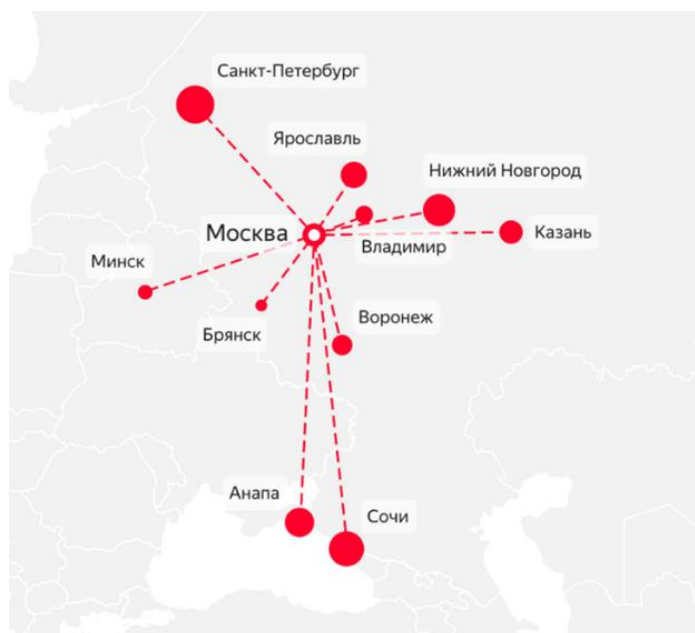 Санкт-Петербург
Ярославль
Нижний Новгород
Москва
Казань
Владимир
Минск
Воронеж
Брянск
Анапа
Сочи